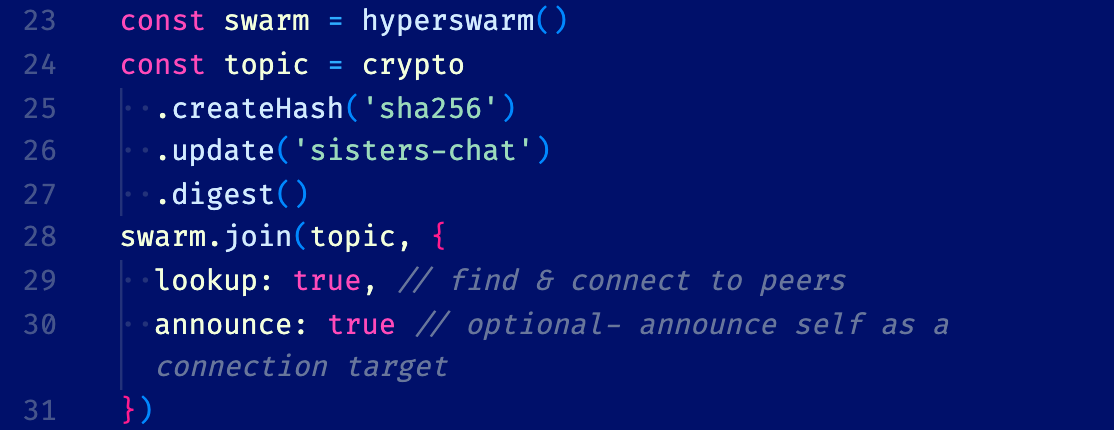 23 const swarm = hyperswarm()
24 const topic = crypto
25 ··.createHash('sha256')
26 ··.update('sisters-chat')
27 ··.digest()
28 swarm.join(topic, {
29 ··lookup: true, // find & connect to peers
30 ··announce: true // optional- announce self as a
connection target
31 })